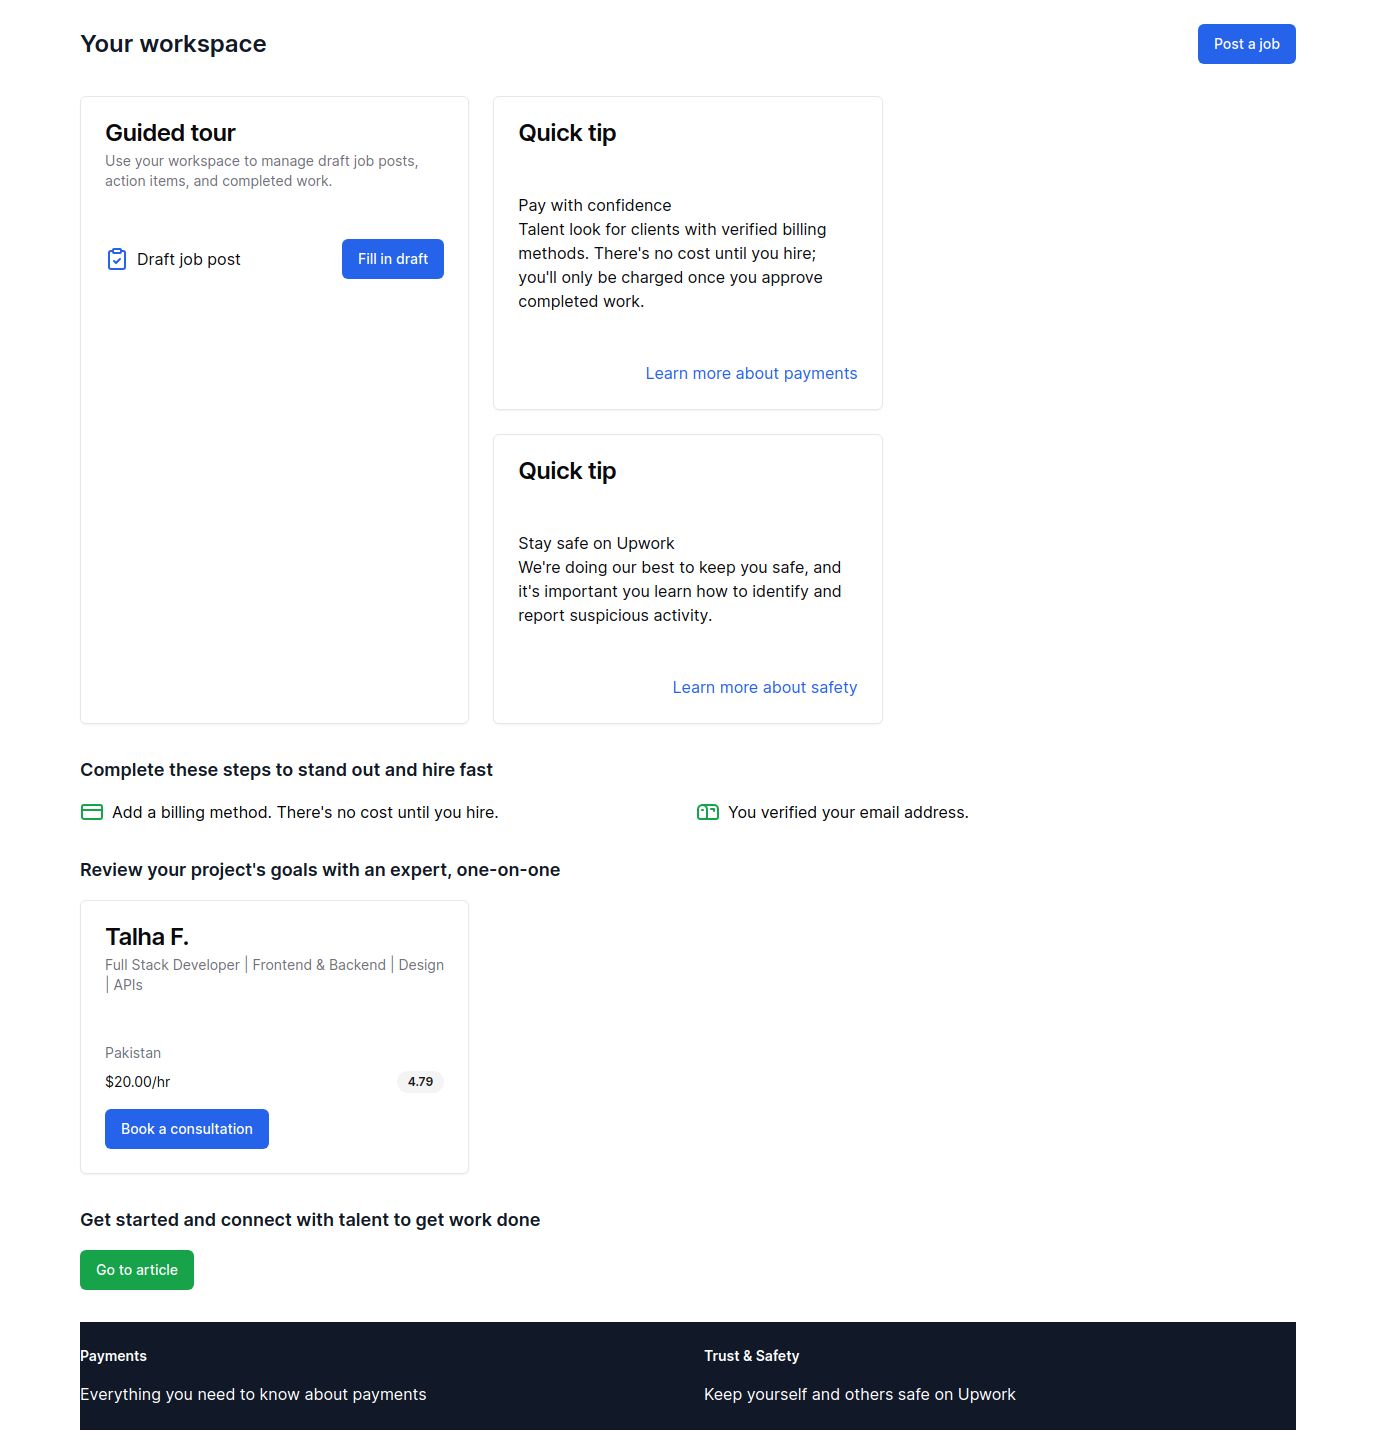 Your workspace
Post a job
Guided tour
Use your workspace to manage draft job posts,
action items, and completed work.
Draft job post
Fill in draft
Quick tip
Pay with confidence
Talent look for clients with verified billing
methods. There's no cost until you hire;
you'll only be charged once you approve
completed work.
Learn more about payments
Quick tip
Stay safe on Upwork
We're doing our best to keep you safe, and
it's important you learn how to identify and
report suspicious activity.
Learn more about safety
Complete these steps to stand out and hire fast
Add a billing method. There's no cost until you hire.
You verified your email address.
Review your project's goals with an expert, one-on-one
Talha F.
Full Stack Developer | Frontend & Backend | Design
| APIs
Pakistan
$20.00/hr
4.79
Book a consultation
Get started and connect with talent to get work done
Go to article
Payments
Everything you need to know about payments
Trust & Safety
Keep yourself and others safe on Upwork